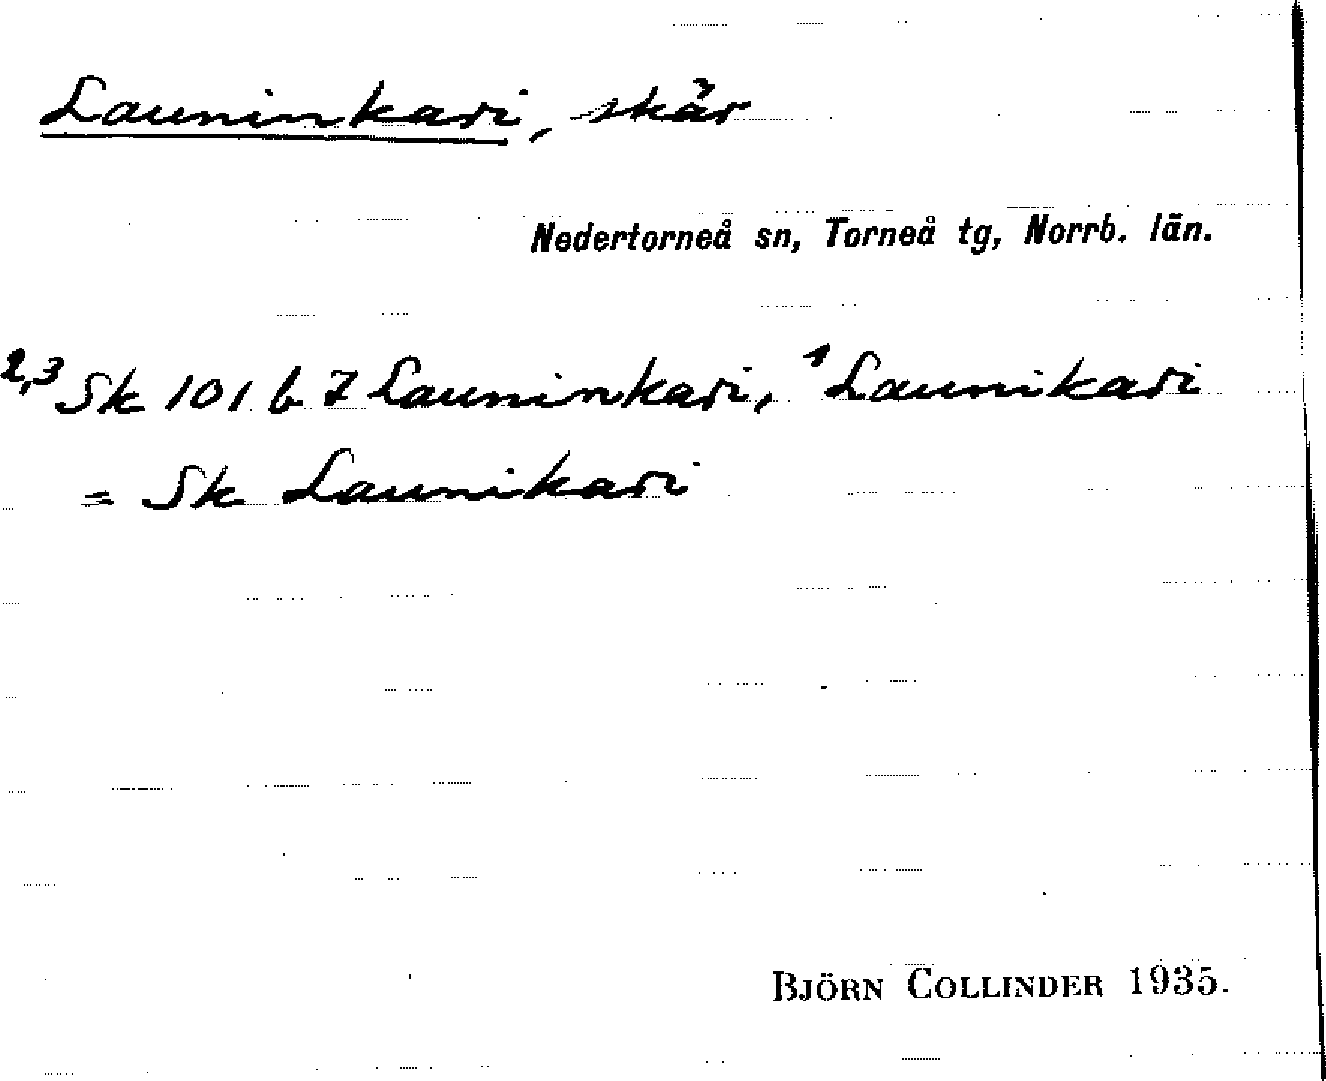 Launinkari, skär
Nedertorneå sn, Torneå tg, Norrb. län.
2,3 Sk 101 b 7 Launinkari, 1 Launikari
= Sk Launikari
BJÖRN COLLINDER 1935.